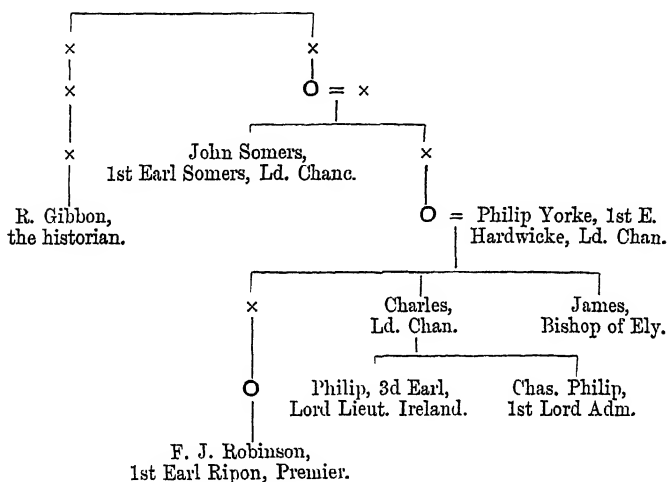 × ×
× O = ×
×
John Somers,
1st Earl Somers, Ld. Chanc.
×
R. Gibbon,
the historian.
O = Philip Yorke, 1st E.
Hardwicke, Ld. Chan.
×
Charles,
Ld. Chan.
James,
Bishop of Ely.
O
Philip, 3d Earl,
Lord Lieut. Ireland.
Chas. Philip,
1st Lord Adm.
F. J. Robinson,
1st Earl Ripon, Premier.